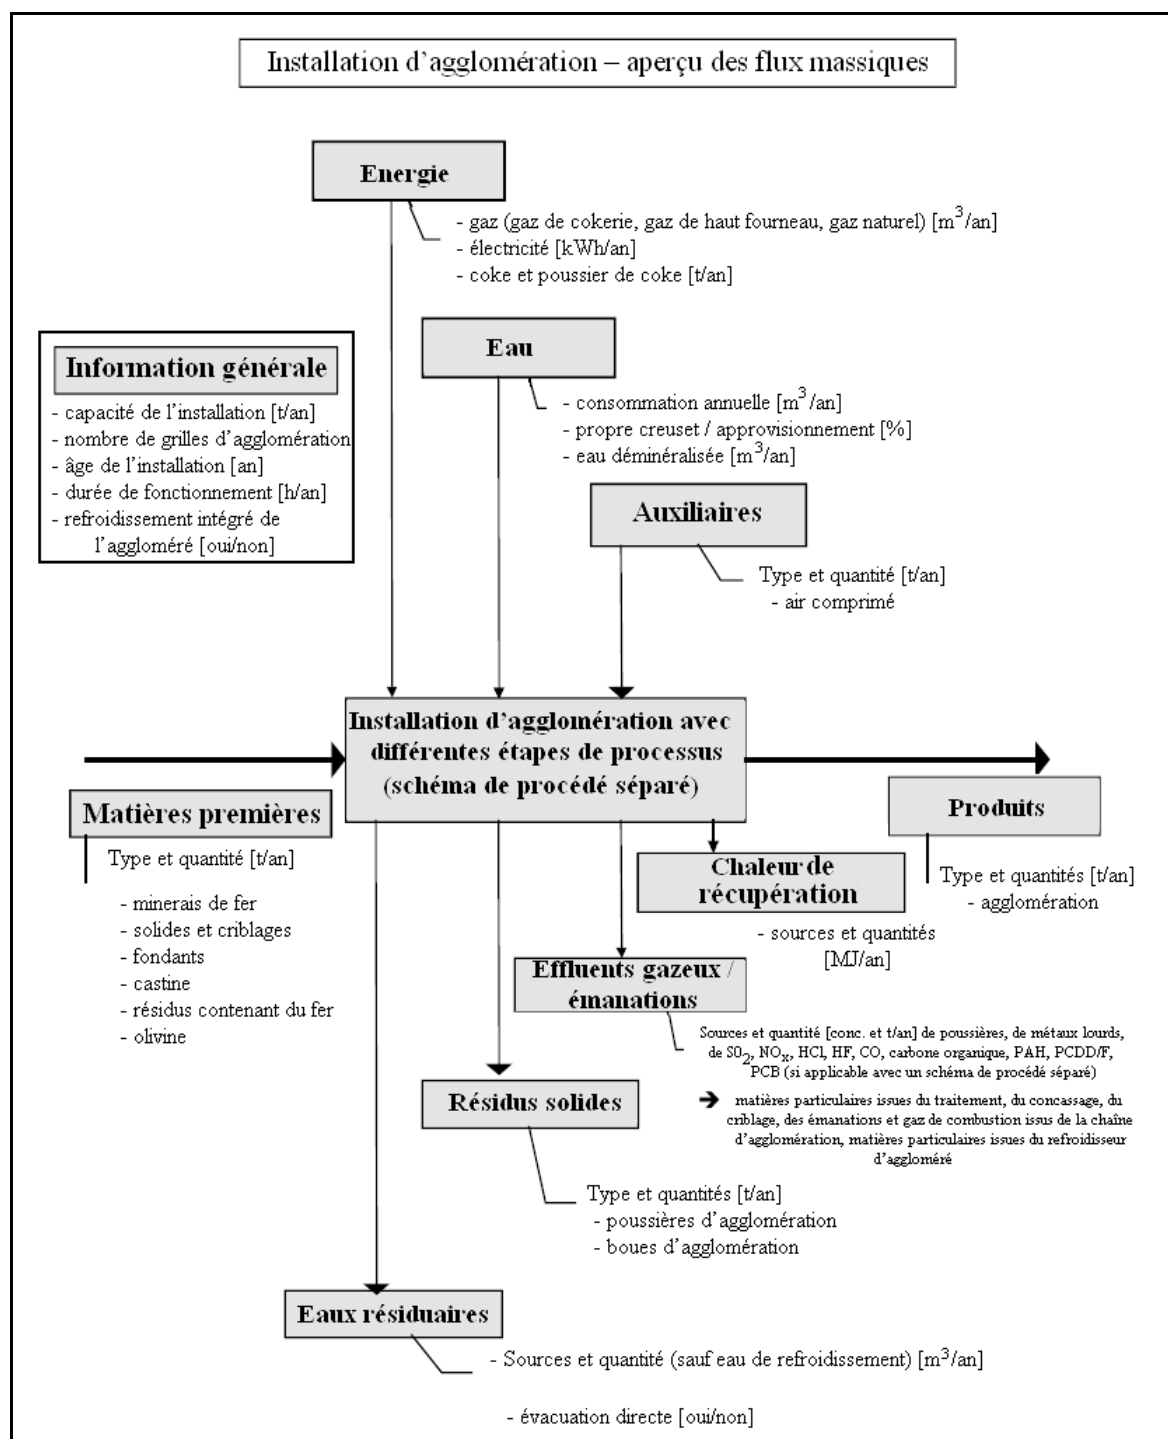 Installation d'agglomération – aperçu des flux massiques
Energie
- gaz (gaz de cokerie, gaz de haut fourneau, gaz naturel) [m³/an]
- électricité [kWh/an]
- coke et poussier de coke [t/an]
Information générale
- capacité de l'installation [t/an]
- nombre de grilles d'agglomération
- âge de l'installation [an]
- durée de fonctionnement [h/an]
- refroidissement intégré de
l'aggloméré [oui/non]
Eau
- consommation annuelle [m³/an]
- propre creuset / approvisionnement [%]
- eau déminéralisée [m³/an]
Auxiliaires
Type et quantité [t/an]
- air comprimé
Installation d'agglomération avec
différentes étapes de processus
(schéma de procédé séparé)
Matières premières
Type et quantité [t/an]
- minerais de fer
- solides et criblages
- fondants
- castine
- résidus contenant du fer
- olivine
Produits
Type et quantités [t/an]
- agglomération
Chaleur de
récupération
- sources et quantités
[MJ/an]
Effluents gazeux /
émanations
Sources et quantité [conc. et t/an] de poussières, de métaux lourds,
de S0₂, NOₓ, HCl, HF, CO, carbone organique, PAH, PCDD/F,
PCB (si applicable avec un schéma de procédé séparé)
➔ matières particulaires issues du traitement, du concassage, du
criblage, des émanations et gaz de combustion issus de la chaîne
d'agglomération, matières particulaires issues du refroidisseur
d'aggloméré
Résidus solides
Type et quantités [t/an]
- poussières d'agglomération
- boues d'agglomération
Eaux résiduaires
- Sources et quantité (sauf eau de refroidissement) [m³/an]
- évacuation directe [oui/non]